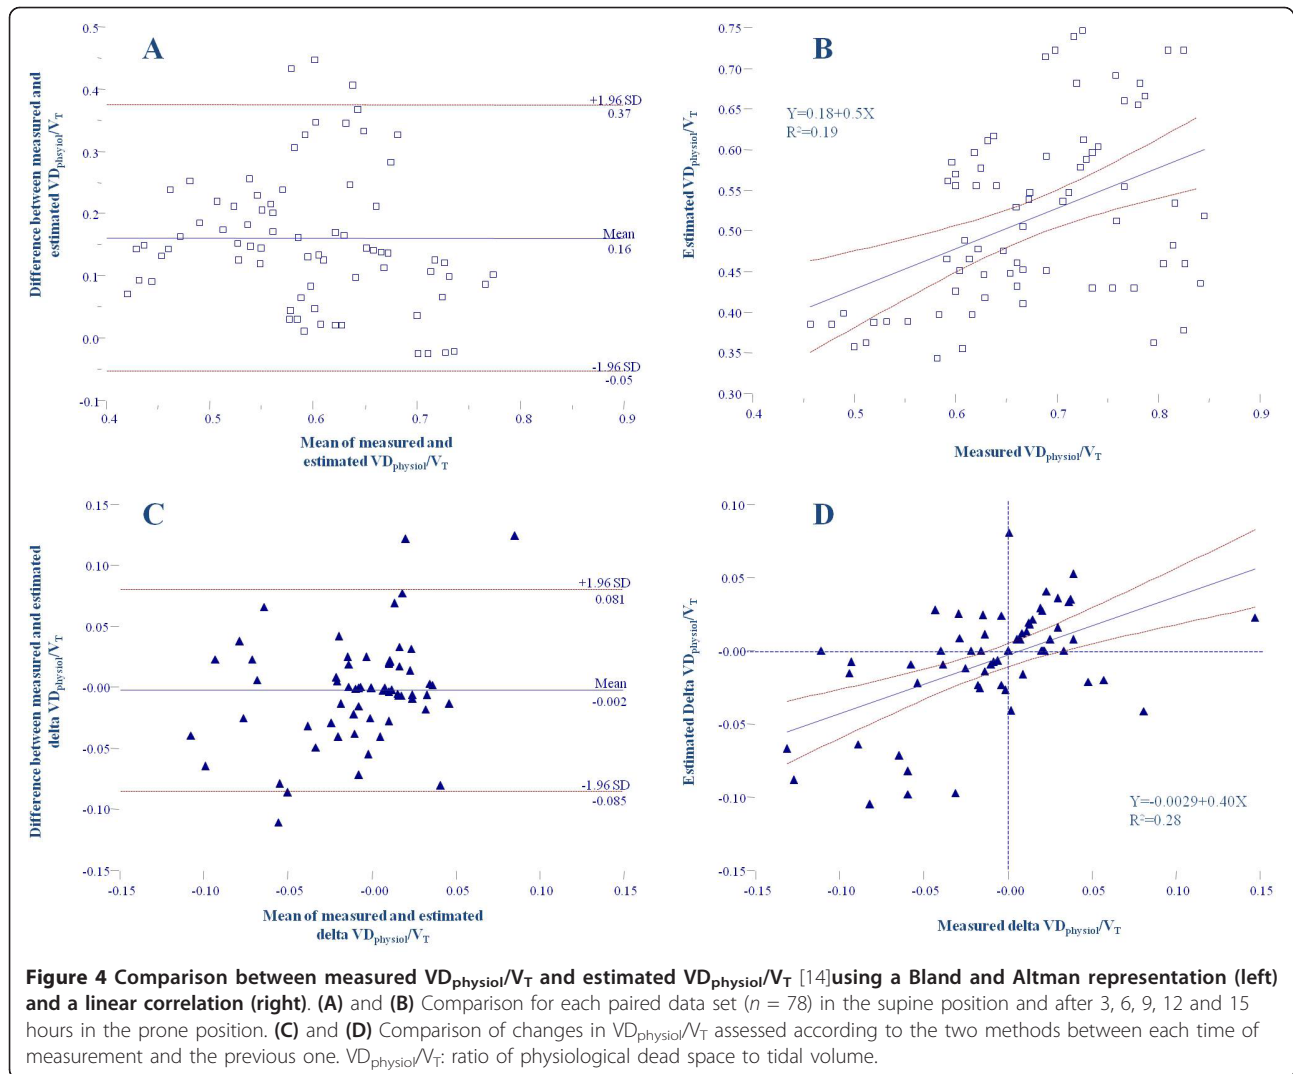 A
0.5
0.4
0.3
0.2
0.1
0.0
-0.1
Difference between measured and
estimated VDphsyiol/VT
+1.96 SD
0.37
Mean
0.16
-1.96 SD
-0.05
0.4 0.5 0.6 0.7 0.8 0.9
Mean of measured and
estimated VDphysiol/VT
B
0.75
0.70
0.65
0.60
0.55
0.50
0.45
0.40
0.35
0.30
Estimated VDphysiol/VT
Y=0.18+0.5X
R²=0.19
0.4 0.5 0.6 0.7 0.8 0.9
Measured VDphysiol/VT
C
0.15
0.10
0.05
-0.00
-0.05
-0.10
-0.15
Difference between measured and estimated
delta VDphysiol/VT
+1.96 SD
0.081
Mean
-0.002
-1.96 SD
-0.085
-0.15 -0.10 -0.05 -0.00 0.05 0.10 0.15
Mean of measured and estimated
delta VDphysiol/VT
D
0.10
0.05
-0.00
-0.05
-0.10
-0.15
Estimated Delta VDphysiol/VT
Y=-0.0029+0.40X
R²=0.28
-0.15 -0.10 -0.05 -0.00 0.05 0.10 0.15
Measured delta VDphysiol/VT
Figure 4 Comparison between measured VDphysiol/VT and estimated VDphysiol/VT [14]using a Bland and Altman representation (left)
and a linear correlation (right). (A) and (B) Comparison for each paired data set (n = 78) in the supine position and after 3, 6, 9, 12 and 15
hours in the prone position. (C) and (D) Comparison of changes in VDphysiol/VT assessed according to the two methods between each time of
measurement and the previous one. VDphysiol/VT: ratio of physiological dead space to tidal volume.